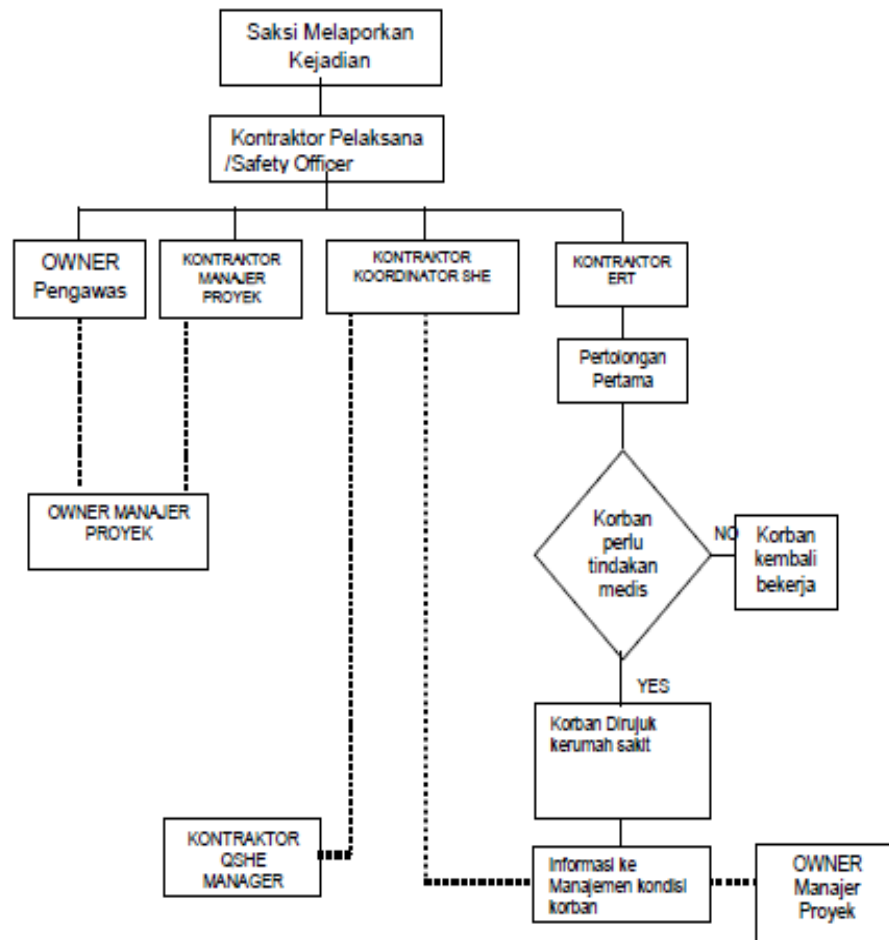 Saksi Melaporkan
Kejadian
Kontraktor Pelaksana
/Safety Officer
OWNER
Pengawas
KONTRAKTOR
MANAJER
PROYEK
KONTRAKTOR
KOORDINATOR SHE
KONTRAKTOR
ERT
Pertolongan
Pertama
OWNER MANAJER
PROYEK
Korban
perlu
tindakan
medis
NO
Korban
kembali
bekerja
YES
Korban Dirujuk
kerumah sakit
KONTRAKTOR
QSHE
MANAGER
Informasi ke
Manajemen kondisi
korban
OWNER
Manajer
Proyek